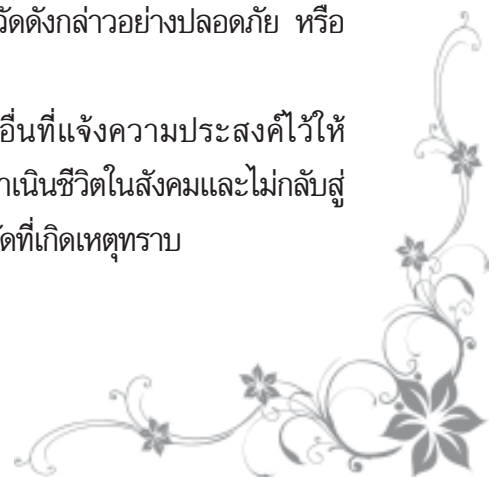 วัดดังกล่าวอย่างปลอดภัย หรือ
อื่นที่แจ้งความประสงค์ไว้ให้
ำเนินชีวิตในสังคมและไม่กลับสู่
ัดที่เกิดเหตุทราบ